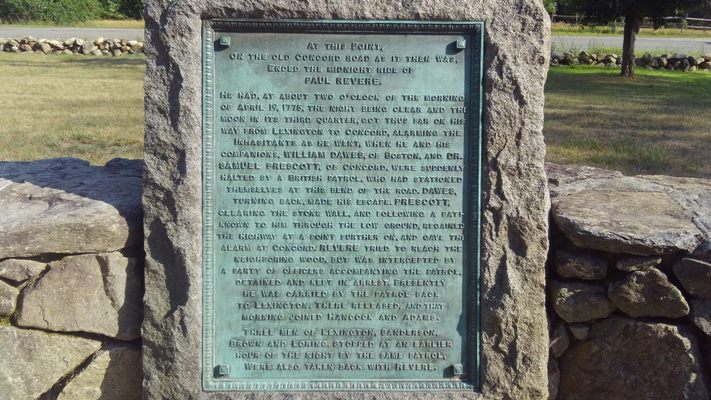 AT THIS POINT,
ON THE OLD CONCORD ROAD AS IT THEN WAS,
ENDED THE MIDNIGHT RIDE OF
PAUL REVERE.
HE HAD, AT ABOUT TWO O'CLOCK OF THE MORNING
OF APRIL 19, 1775, THE NIGHT BEING CLEAR AND THE
MOON IN ITS THIRD QUARTER, GOT THUS FAR ON HIS
WAY FROM LEXINGTON TO CONCORD, ALARMING THE
INHABITANTS AS HE WENT, WHEN HE AND HIS
COMPANIONS, WILLIAM DAWES, OF BOSTON, AND DR.
SAMUEL PRESCOTT, OF CONCORD, WERE SUDDENLY
HALTED BY A BRITISH PATROL, WHO HAD STATIONED
THEMSELVES AT THIS BEND OF THE ROAD. DAWES,
TURNING BACK, MADE HIS ESCAPE. PRESCOTT,
CLEARING THE STONE WALL, AND FOLLOWING A PATH
KNOWN TO HIM THROUGH THE LOW GROUND, REGAINED
THE HIGHWAY AT A POINT FURTHER ON, AND GAVE THE
ALARM AT CONCORD. REVERE TRIED TO REACH THE
NEIGHBORING WOOD, BUT WAS INTERCEPTED BY
A PARTY OF OFFICERS ACCOMPANYING THE PATROL,
DETAINED AND KEPT IN ARREST. PRESENTLY
HE WAS CARRIED BY THE PATROL BACK
TO LEXINGTON, THERE RELEASED, AND THAT
MORNING JOINED HANCOCK AND ADAMS.
THREE MEN OF LEXINGTON, SANDERSON,
BROWN AND LORING, STOPPED AT AN EARLIER
HOUR OF THE NIGHT BY THE SAME PATROL,
WERE ALSO TAKEN BACK WITH REVERE.